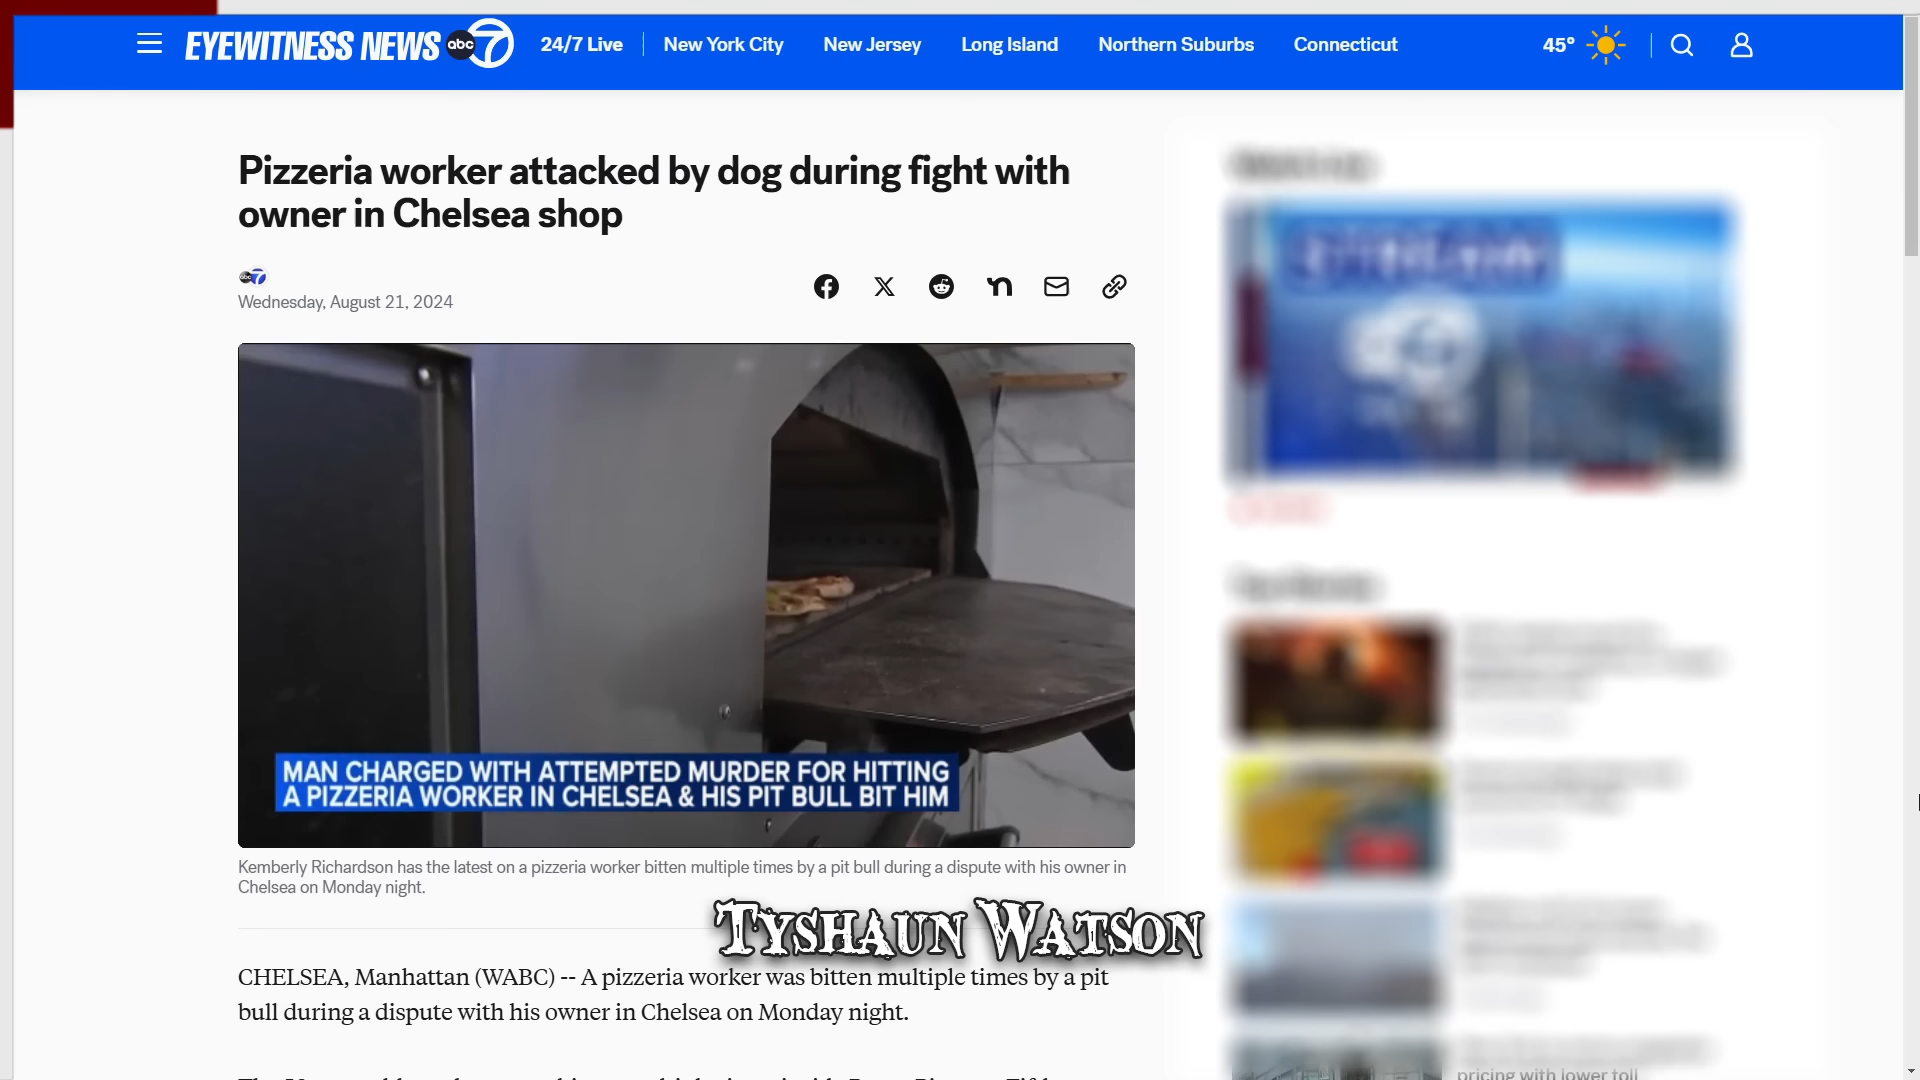 EYEWITNESS NEWS abc 7
24/7 Live
New York City
New Jersey
Long Island
Northern Suburbs
Connecticut
45°
Pizzeria worker attacked by dog during fight with
owner in Chelsea shop
abc 7
Wednesday, August 21, 2024
MAN CHARGED WITH ATTEMPTED MURDER FOR HITTING
A PIZZERIA WORKER IN CHELSEA & HIS PIT BULL BIT HIM
Kemberly Richardson has the latest on a pizzeria worker bitten multiple times by a pit bull during a dispute with his owner in
Chelsea on Monday night.
TYSHAUN WATSON
CHELSEA, Manhattan (WABC) -- A pizzeria worker was bitten multiple times by a pit
bull during a dispute with his owner in Chelsea on Monday night.
pricing with lower toll